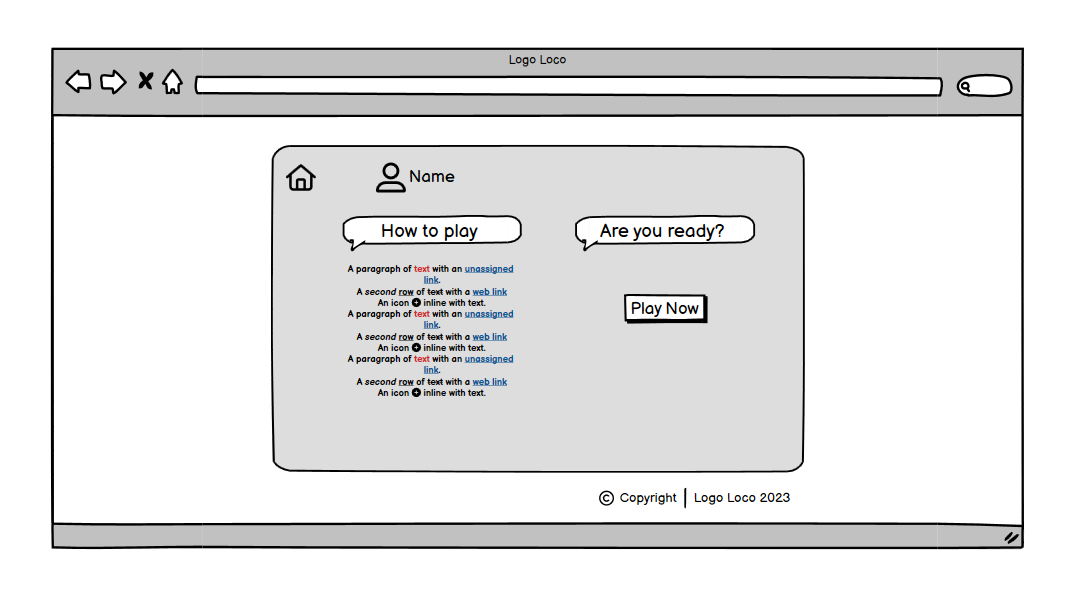 Logo Loco
Name
How to play
A paragraph of text with an unassigned
link.
A second row of text with a web link
An icon inline with text.
A paragraph of text with an unassigned
link.
A second row of text with a web link
An icon inline with text.
A paragraph of text with an unassigned
link.
A second row of text with a web link
An icon inline with text.
Are you ready?
Play Now
© Copyright | Logo Loco 2023